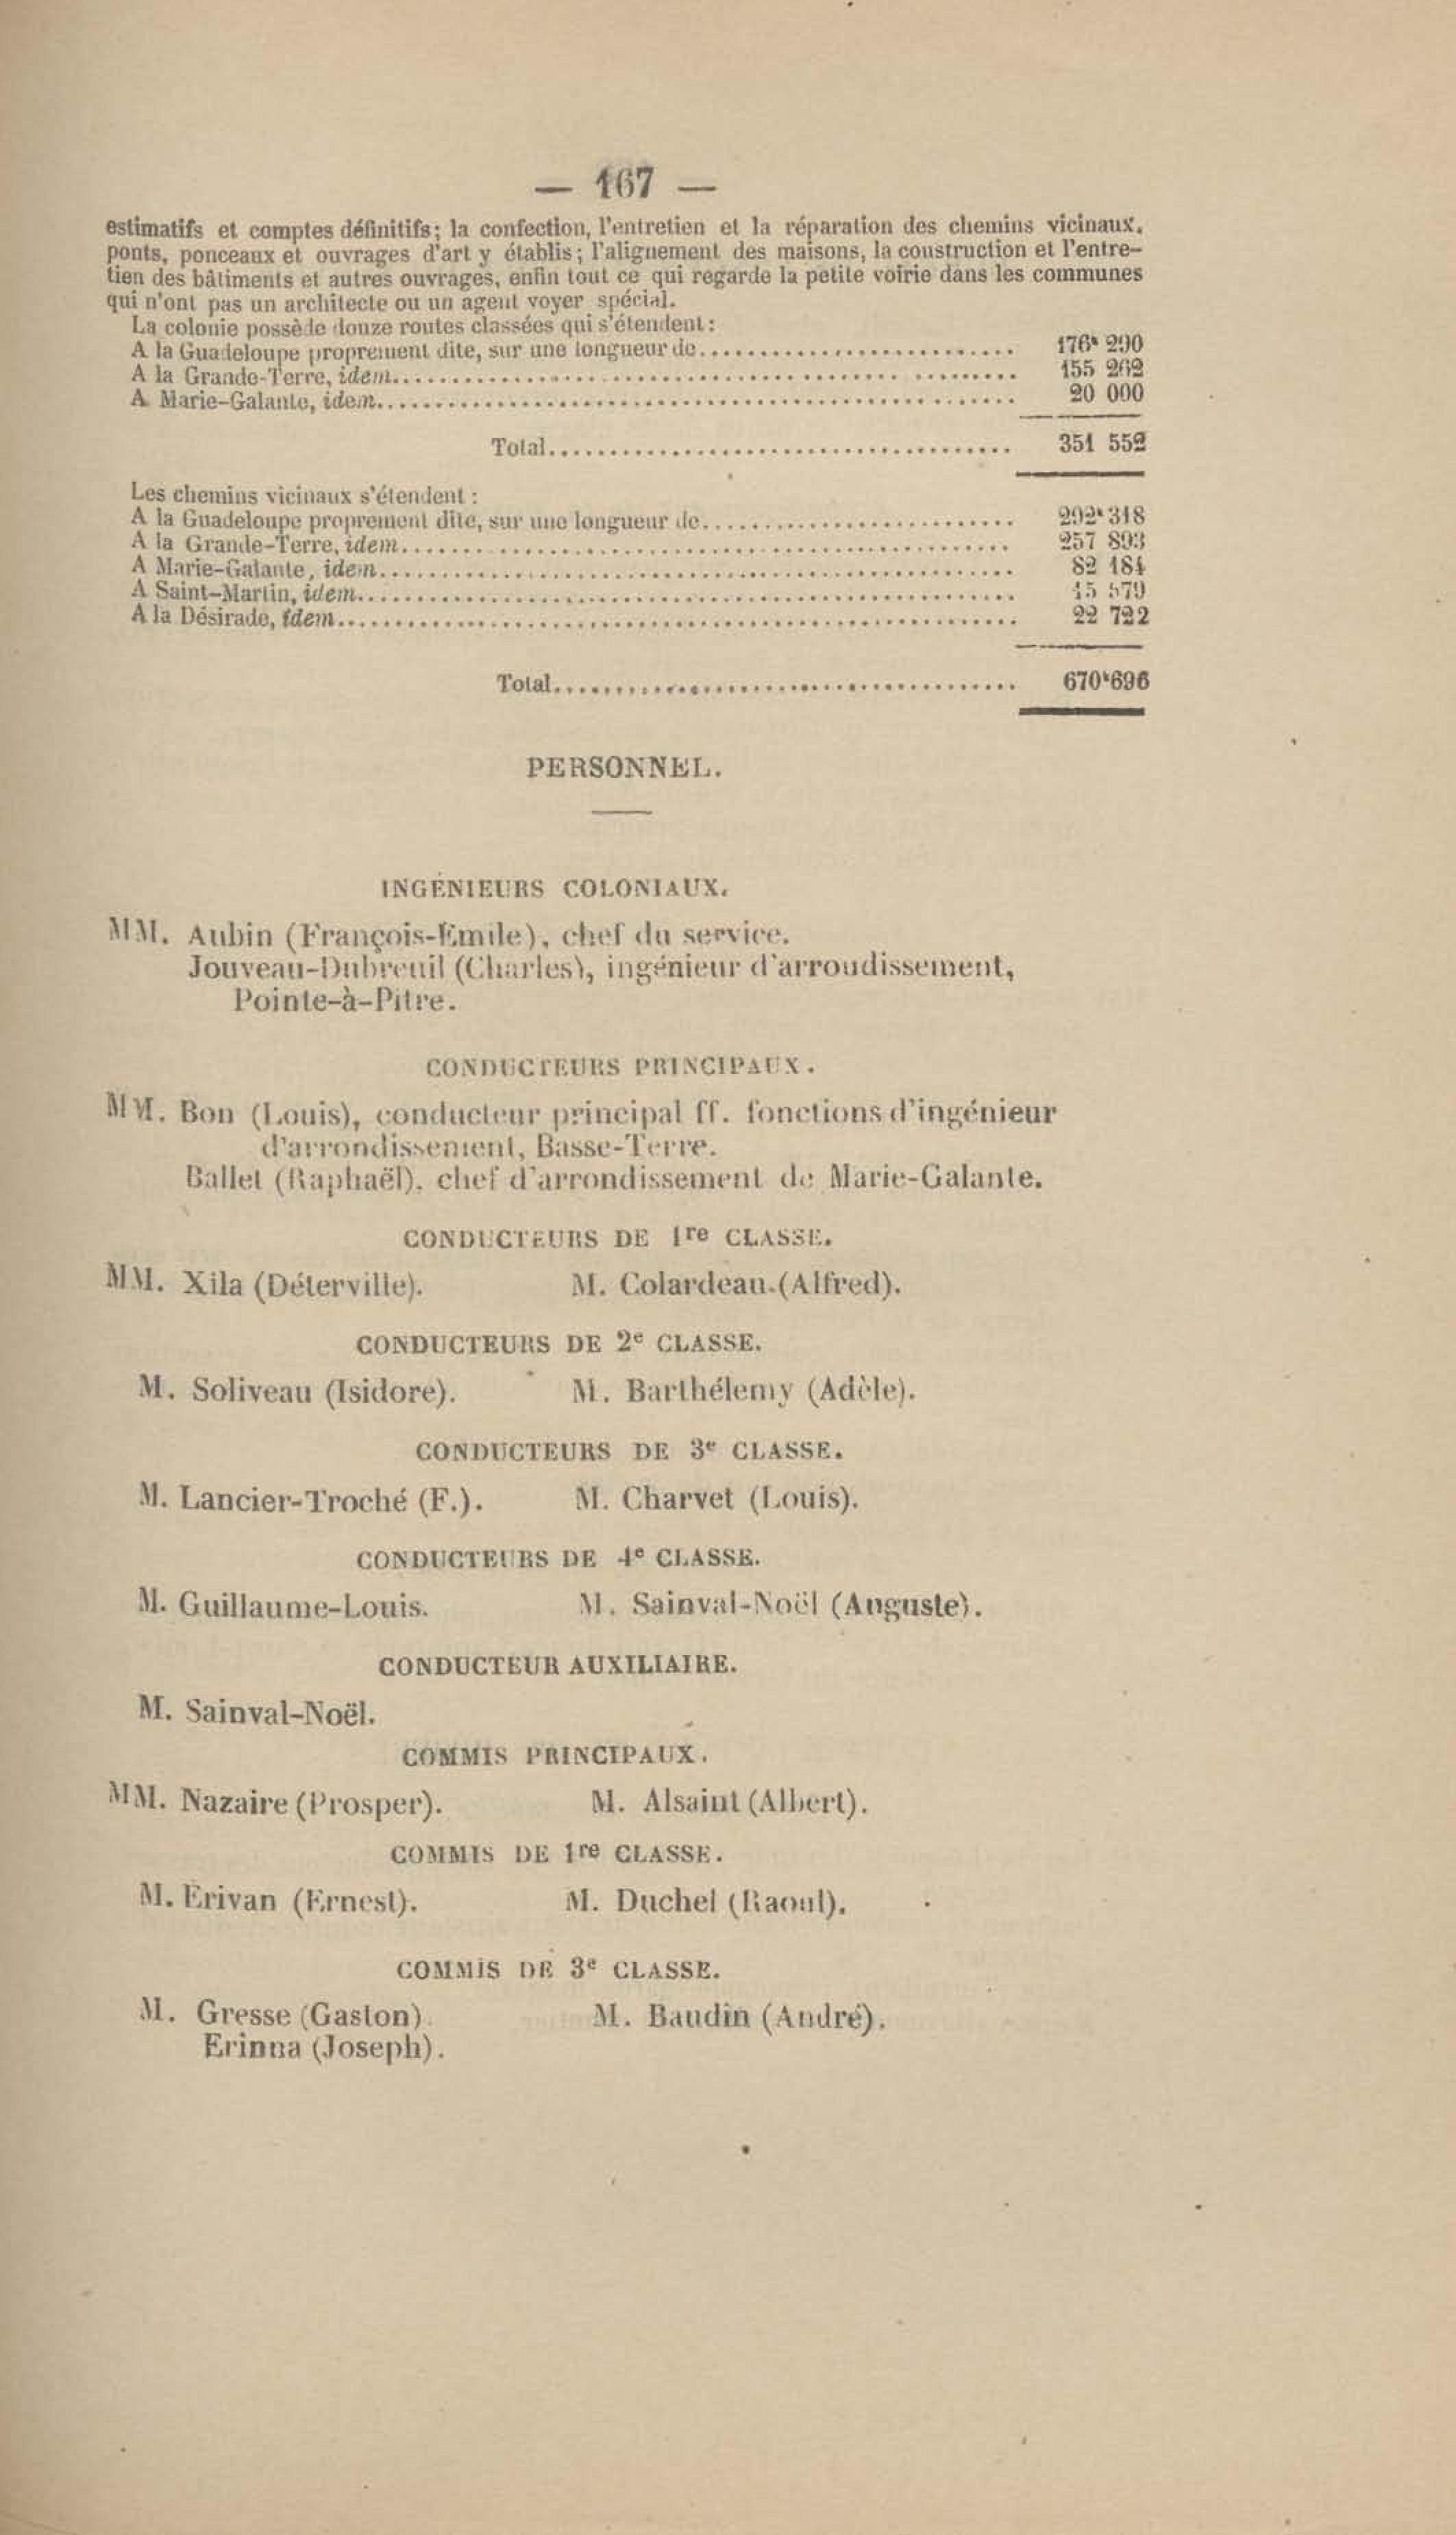 — 167 —
estimatifs et comptes définitifs; la confection, l'entretien et la réparation des chemins vicinaux,
ponts, ponceaux et ouvrages d'art y établis; l'alignement des maisons, la construction et l'entre-
tien des bâtiments et autres ouvrages, enfin tout ce qui regarde la petite voirie dans les communes
qui n'ont pas un architecte ou un agent voyer spécial.
La colonie possède douze routes classées qui s'étendent:
A la Guadeloupe proprement dite, sur une longueur de........................ 176k 290
A la Grande-Terre, idem........................ 155 262
A Marie-Galante, idem........................ 20 000
Total........................ 351 552
Les chemins vicinaux s'étendent :
A la Guadeloupe proprement dite, sur une longueur de........................ 292k318
A la Grande-Terre, idem........................ 257 893
A Marie-Galante, idem........................ 82 184
A Saint-Martin, idem........................ 15 579
A la Désirade, idem........................ 22 722
Total........................ 670k696
PERSONNEL.
INGÉNIEURS COLONIAUX.
MM. Aubin (François-Emile), chef du service.
Jouveau-Dubreuil (Charles), ingénieur d'arroudissement,
Pointe-à-Pitre.
CONDUCTEURS PRINCIPAUX.
MM. Bon (Louis), conducteur principal ff. fonctions d'ingénieur
d'arrondissement, Basse-Terre.
Ballet (Raphaël), chef d'arrondissement de Marie-Galante.
CONDUCTEURS DE 1re CLASSE.
MM. Xila (Déterville). M. Colardeau (Alfred).
CONDUCTEURS DE 2e CLASSE.
M. Soliveau (Isidore). M. Barthélemy (Adèle).
CONDUCTEURS DE 3e CLASSE.
M. Lancier-Troché (F.). M. Charvet (Louis).
CONDUCTEURS DE 4e CLASSE.
M. Guillaume-Louis. M. Sainval-Noël (Auguste).
CONDUCTEUR AUXILIAIRE.
M. Sainval-Noël.
COMMIS PRINCIPAUX.
MM. Nazaire (Prosper). M. Alsaint (Albert).
COMMIS DE 1re CLASSE.
M. Erivan (Ernest). M. Duchel (Raoul).
COMMIS DE 3e CLASSE.
M. Gresse (Gaston). M. Baudin (André).
Erinna (Joseph).